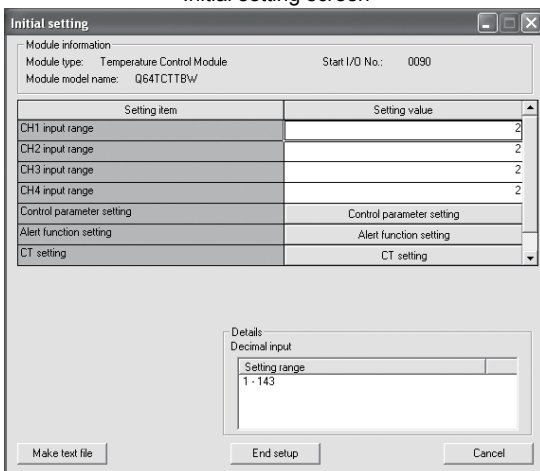 Initial setting screen
Initial setting
Module information
Module type: Temperature Control Module Start I/O No.: 0090
Module model name: Q64TCTTBW
Setting item Setting value
CH1 input range 2
CH2 input range 2
CH3 input range 2
CH4 input range 2
Control parameter setting Control parameter setting
Alert function setting Alert function setting
CT setting CT setting
Details
Decimal input
Setting range
1 - 143
Make text file End setup Cancel